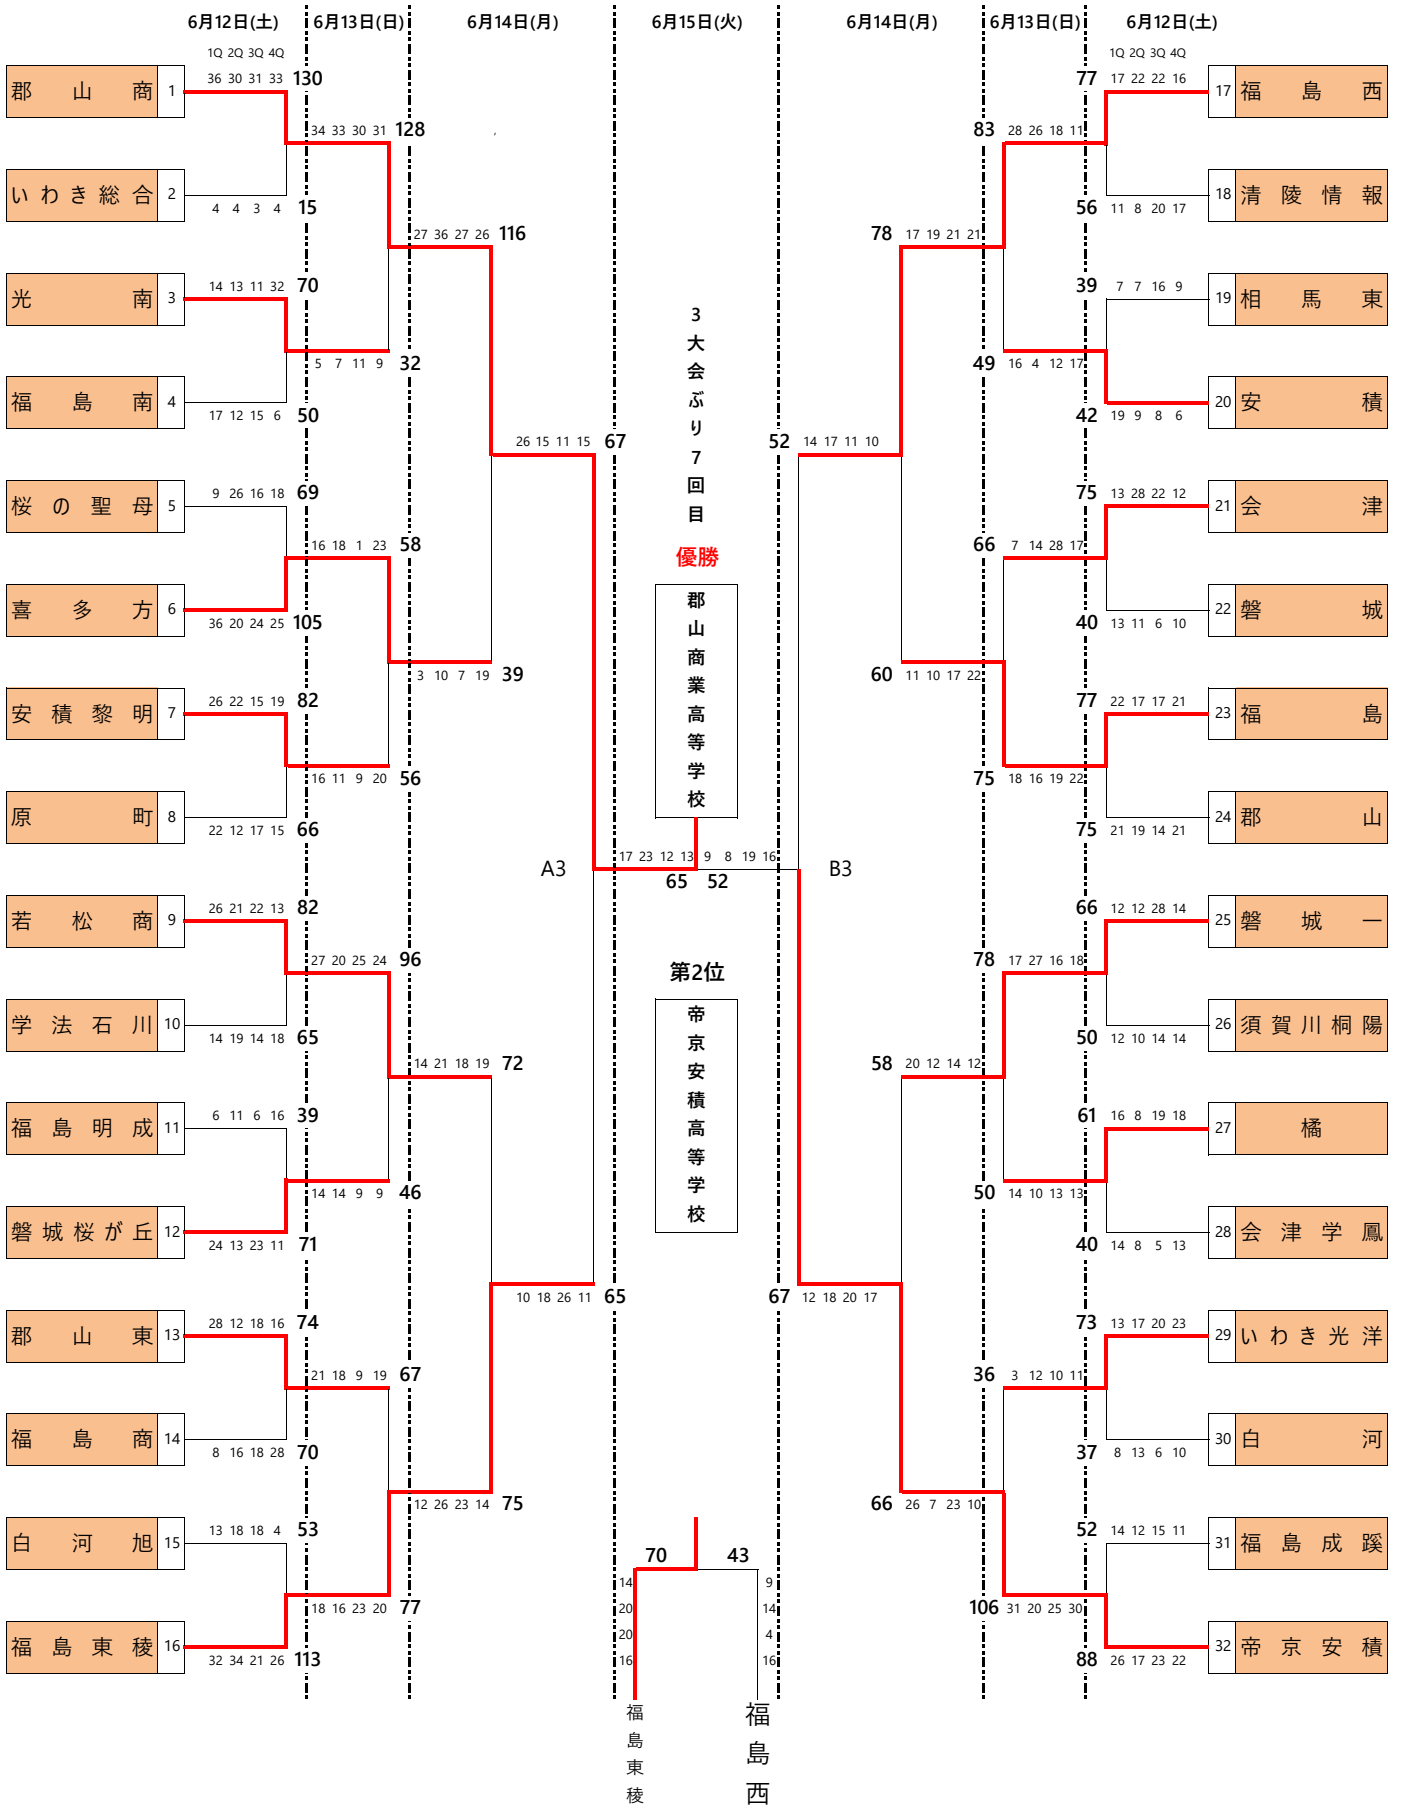 6月12日(土) 6月13日(日) 6月14日(月) 6月15日(火) 6月14日(月) 6月13日(日) 6月12日(土)
1Q 2Q 3Q 4Q
郡山商 1 36 30 31 33 130
34 33 30 31 128
いわき総合 2 4 4 3 4 15
27 36 27 26 116
光南 3 14 13 11 32 70
5 7 11 9 32
福島南 4 17 12 15 6 50
26 15 11 15 67
桜の聖母 5 9 26 16 18 69
16 18 1 23 58
喜多方 6 36 20 24 25 105
3 10 7 19 39
安積黎明 7 26 22 15 19 82
16 11 9 20 56
原町 8 22 12 17 15 66
A3
若松商 9 26 21 22 13 82
27 20 25 24 96
学法石川 10 14 19 14 18 65
14 21 18 19 72
福島明成 11 6 11 6 16 39
14 14 9 9 46
磐城桜が丘 12 24 13 23 11 71
10 18 26 11 65
郡山東 13 28 12 18 16 74
21 18 9 19 67
福島商 14 8 16 18 28 70
12 26 23 14 75
白河旭 15 13 18 18 4 53
18 16 23 20 77
福島東稜 16 32 34 21 26 113
3大会ぶり7回目
優勝
郡山商業高等学校
17 23 12 13 9 8 19 16
65 52
第2位
帝京安積高等学校
70 43
14 9
20 14
20 4
16 16
福島東稜
福島西
1Q 2Q 3Q 4Q
77 17 22 22 16 17 福島西
83 28 26 18 11
56 11 8 20 17 18 清陵情報
78 17 19 21 21
39 7 7 16 9 19 相馬東
49 16 4 12 17
42 19 9 8 6 20 安積
52 14 17 11 10
75 13 28 22 12 21 会津
66 7 14 28 17
40 13 11 6 10 22 磐城
60 11 10 17 22
77 22 17 17 21 23 福島
75 18 16 19 22
75 21 19 14 21 24 郡山
B3
66 12 12 28 14 25 磐城一
78 17 27 16 18
50 12 10 14 14 26 須賀川桐陽
58 20 12 14 12
61 16 8 19 18 27 橘
50 14 10 13 13
40 14 8 5 13 28 会津学鳳
67 12 18 20 17
73 13 17 20 23 29 いわき光洋
36 3 12 10 11
37 8 13 6 10 30 白河
66 26 7 23 10
52 14 12 15 11 31 福島成蹊
106 31 20 25 30
88 26 17 23 22 32 帝京安積